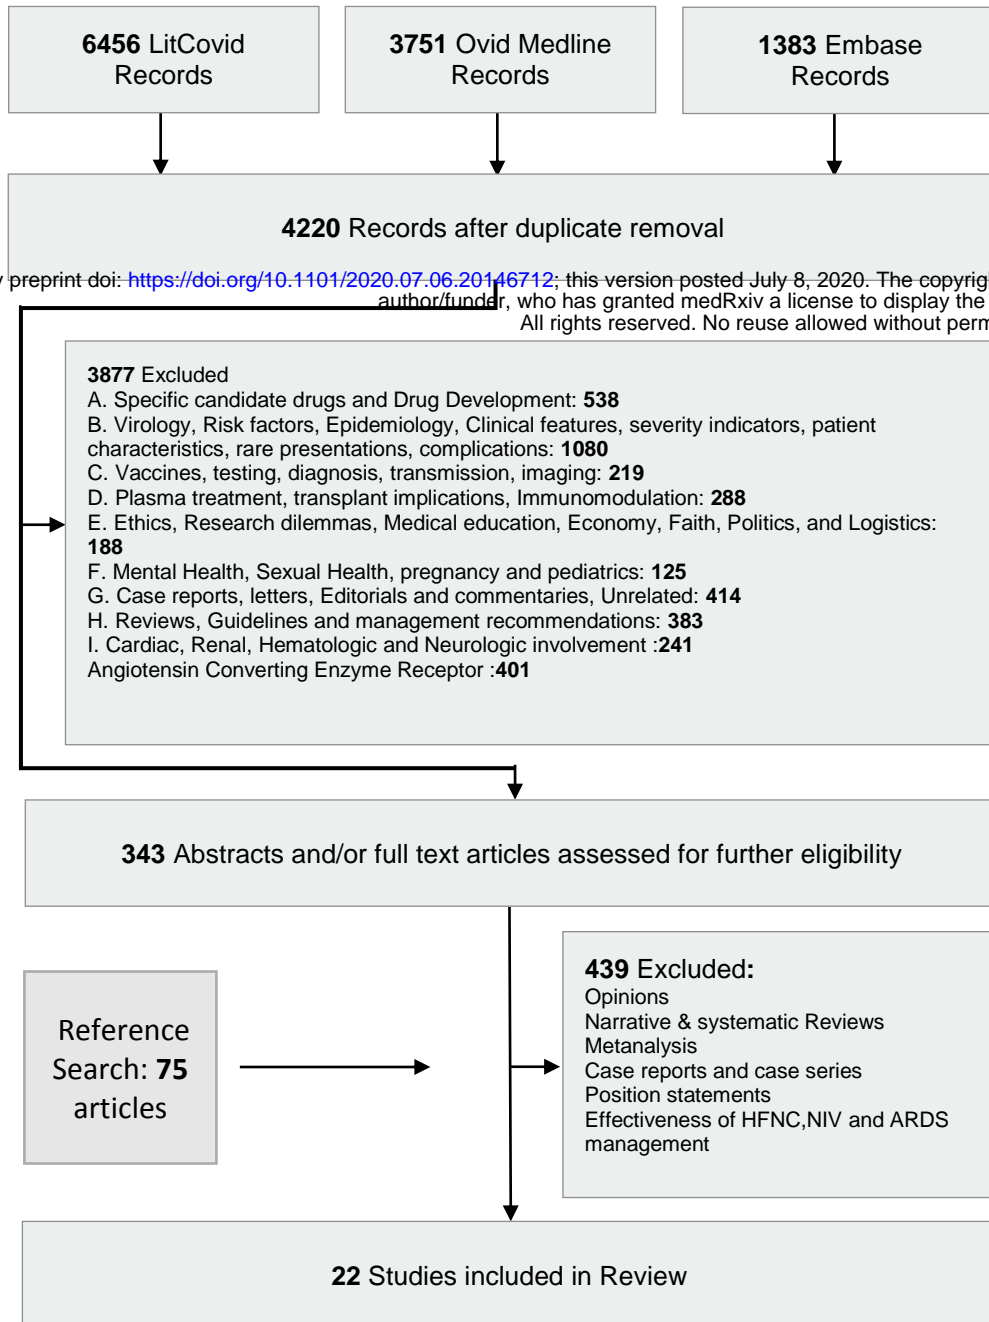 6456 LitCovid
Records
3751 Ovid Medline
Records
1383 Embase
Records
4220 Records after duplicate removal
preprint doi: https://doi.org/10.1101/2020.07.06.20146712; this version posted July 8, 2020. The
author/funder, who has granted medRxiv a license to display the
All rights reserved. No reuse allowed without
3877 Excluded
A. Specific candidate drugs and Drug Development: 538
B. Virology, Risk factors, Epidemiology, Clinical features, severity indicators, patient
characteristics, rare presentations, complications: 1080
C. Vaccines, testing, diagnosis, transmission, imaging: 219
D. Plasma treatment, transplant implications, Immunomodulation: 288
E. Ethics, Research dilemmas, Medical education, Economy, Faith, Politics, and Logistics:
188
F. Mental Health, Sexual Health, pregnancy and pediatrics: 125
G. Case reports, letters, Editorials and commentaries, Unrelated: 414
H. Reviews, Guidelines and management recommendations: 383
I. Cardiac, Renal, Hematologic and Neurologic involvement :241
Angiotensin Converting Enzyme Receptor :401
343 Abstracts and/or full text articles assessed for further eligibility
Reference
Search: 75
articles
439 Excluded:
Opinions
Narrative & systematic Reviews
Metanalysis
Case reports and case series
Position statements
Effectiveness of HFNC,NIV and ARDS
management
22 Studies included in Review